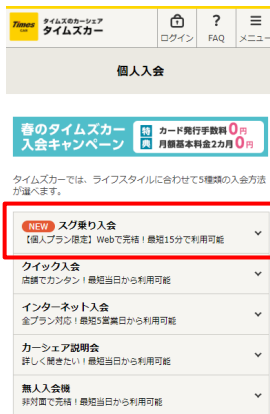 Times CAR
タイムズのカーシェア
タイムズカー
ログイン
FAQ
メニュー
個人入会
春のタイムズカー
入会キャンペーン
特典
カード発行手数料0円
月額基本料金2カ月0円
タイムズカーでは、ライフスタイルに合わせて5種類の入会方法
が選べます。
NEW スグ乗り入会
【個人プラン限定】Webで完結！最短15分で利用可能
クイック入会
店舗でカンタン！最短当日から利用可能
インターネット入会
全プラン対応！最短5営業日から利用可能
カーシェア説明会
詳しく聞きたい！最短当日から利用可能
無人入会機
非対面で完結！最短当日から利用可能